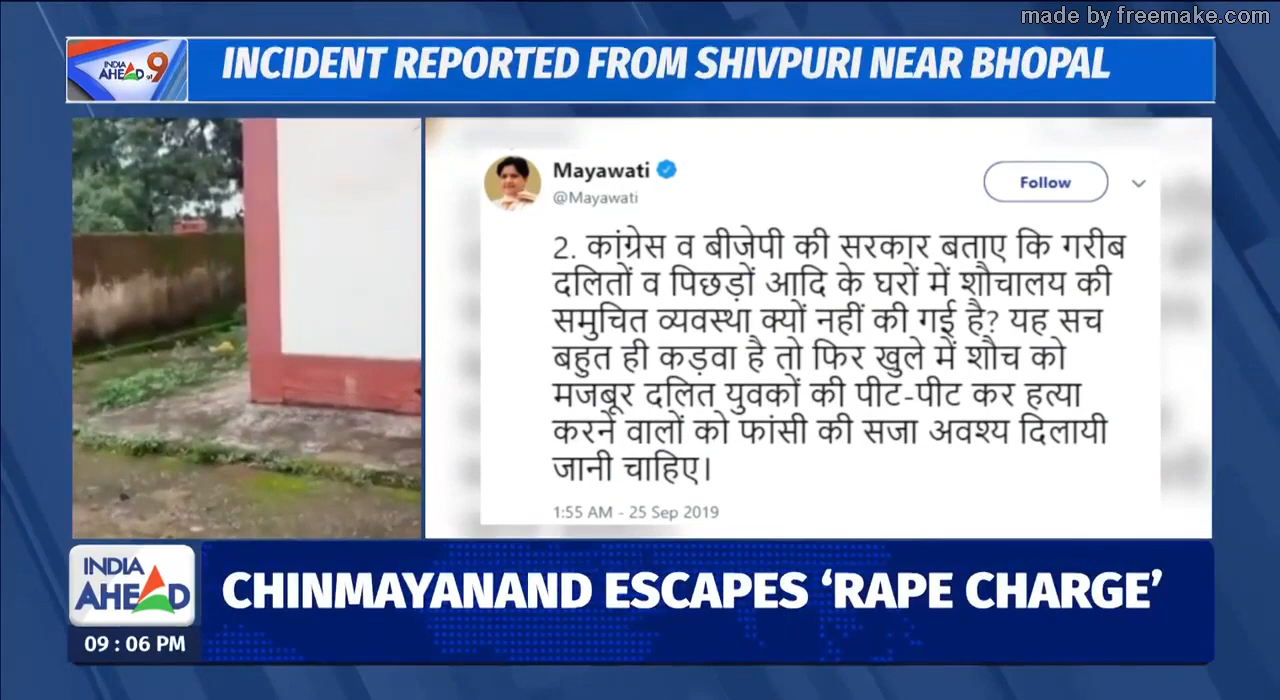 made by freemake.com
INDIA
AHEAD at 9
INCIDENT REPORTED FROM SHIVPURI NEAR BHOPAL
Mayawati
@Mayawati
Follow
2. कांग्रेस व बीजेपी की सरकार बताए कि गरीब
दलितों व पिछड़ों आदि के घरों में शौचालय की
समुचित व्यवस्था क्यों नहीं की गई है? यह सच
बहुत ही कड़वा है तो फिर खुले में शौच को
मजबूर दलित युवकों की पीट-पीट कर हत्या
करने वालों को फांसी की सजा अवश्य दिलायी
जानी चाहिए।
1:55 AM - 25 Sep 2019
INDIA
AHEAD
CHINMAYANAND ESCAPES ‘RAPE CHARGE’
09 : 06 PM